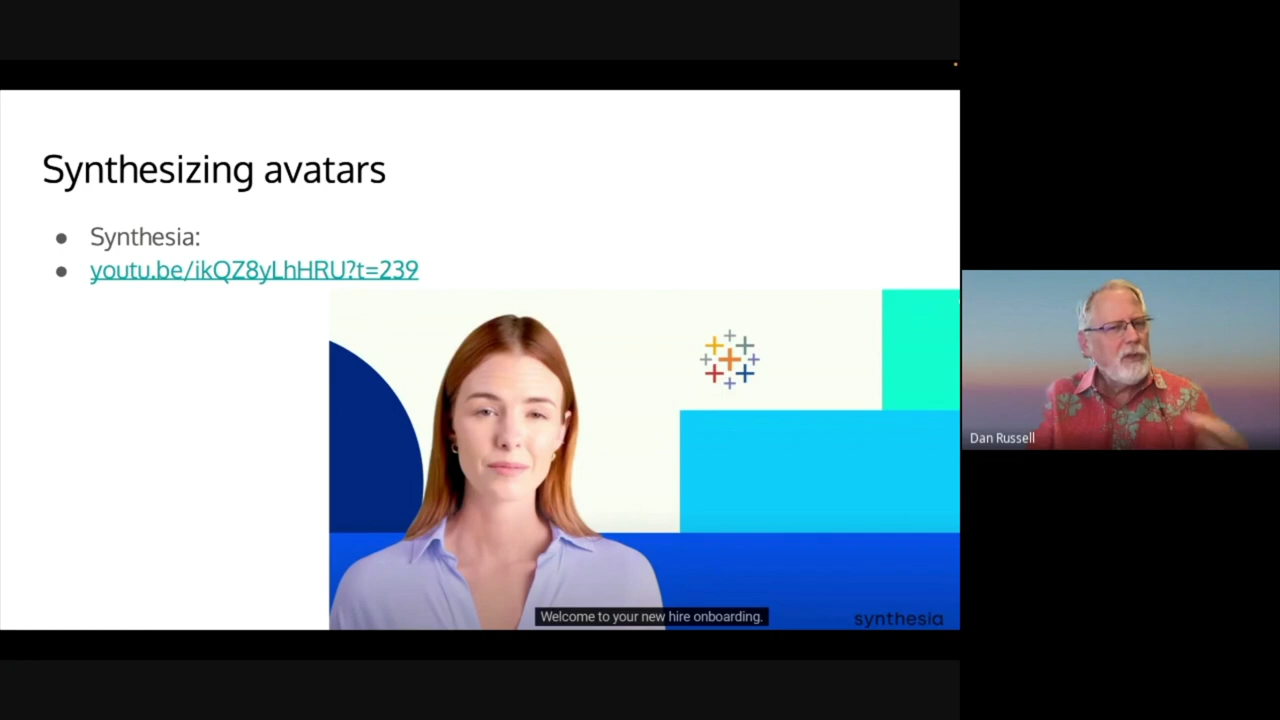 Synthesizing avatars
● Synthesia:
● youtu.be/ikQZ8yLhHRU?t=239
Dan Russell
Welcome to your new hire onboarding.
synthesia